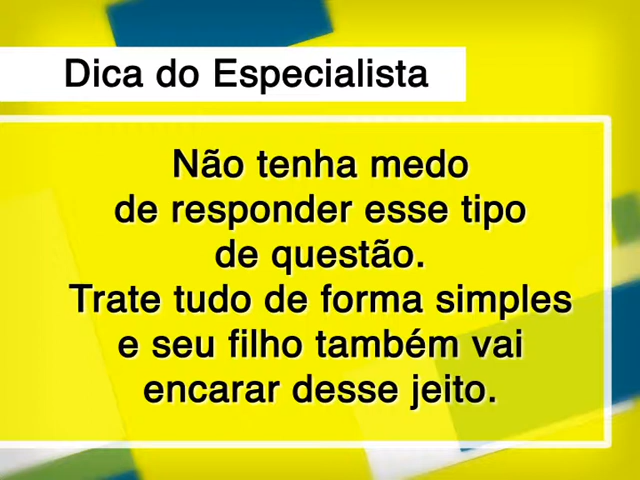 Dica do Especialista
Não tenha medo
de responder esse tipo
de questão.
Trate tudo de forma simples
e seu filho também vai
encarar desse jeito.